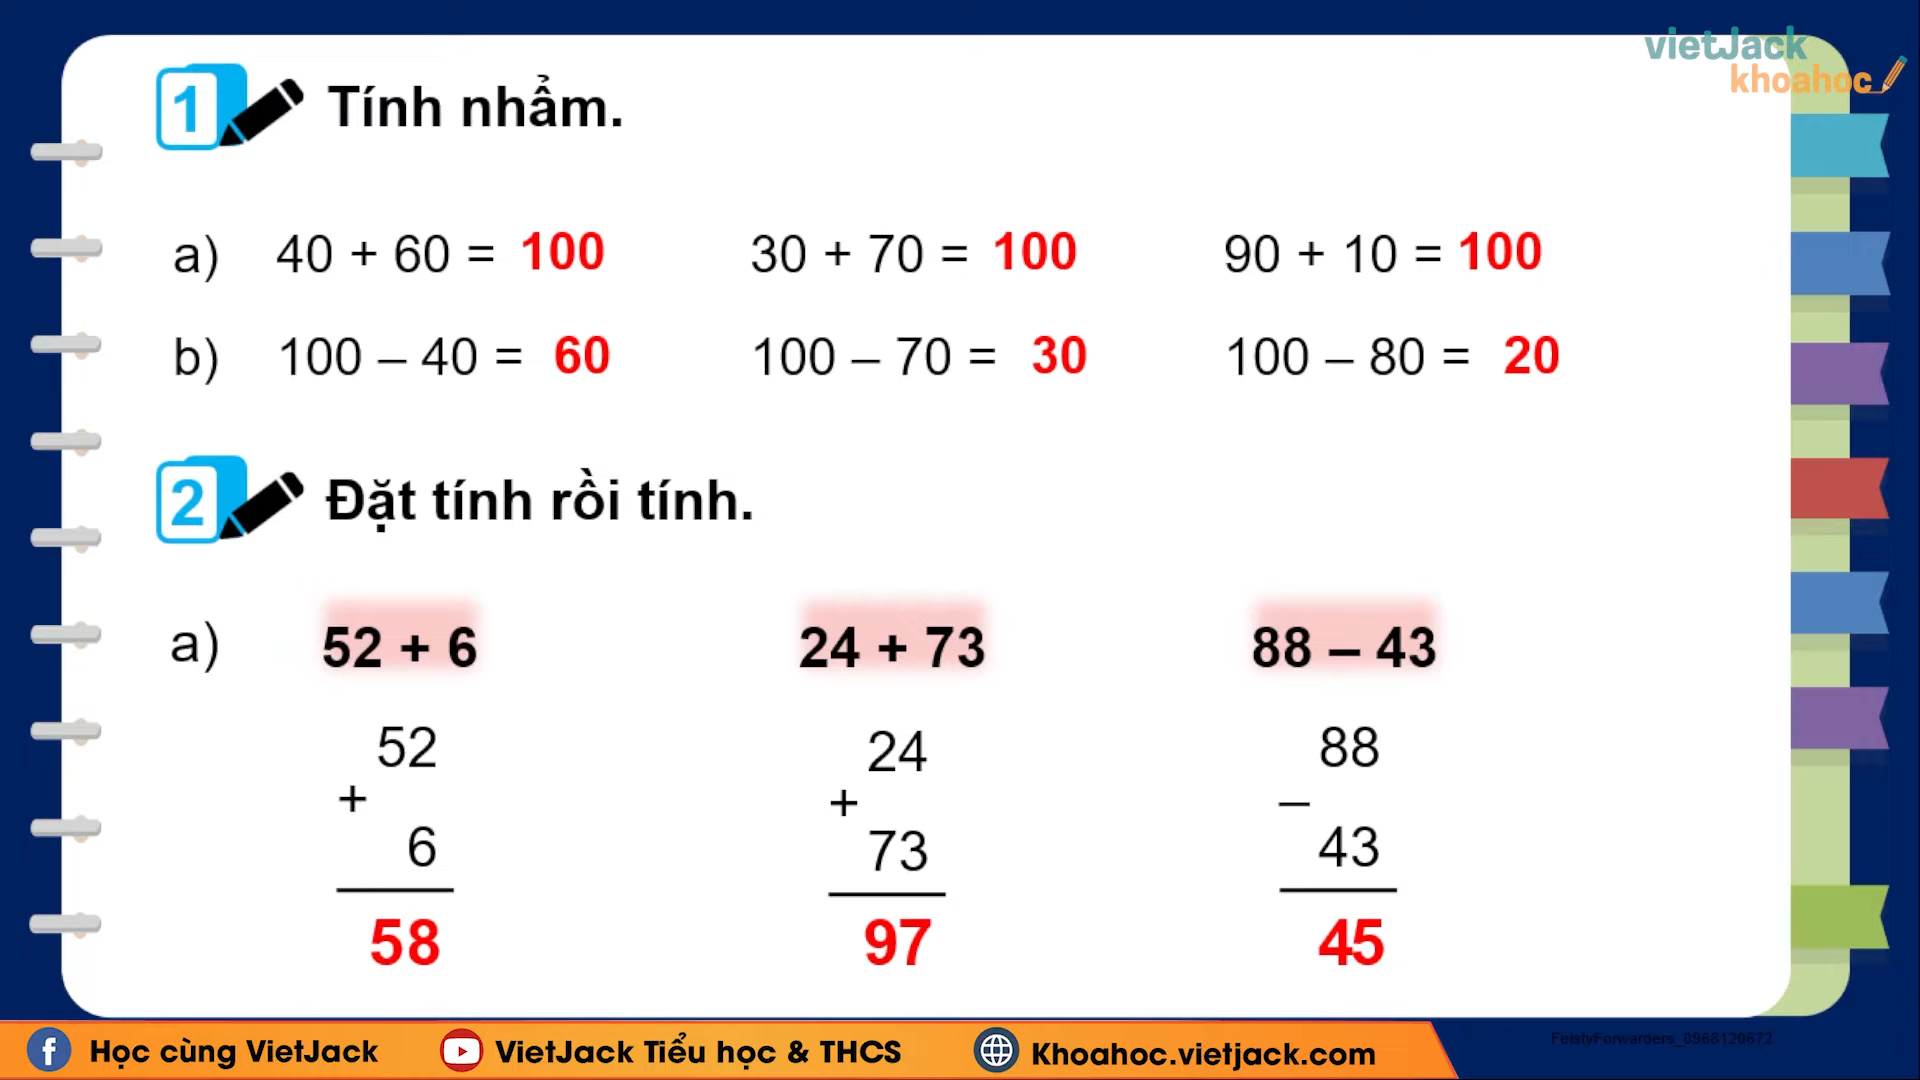 vietJack
khoahoc
1 Tính nhẩm.
a) 40 + 60 = 100 30 + 70 = 100 90 + 10 = 100
b) 100 – 40 = 60 100 – 70 = 30 100 – 80 = 20
2 Đặt tính rồi tính.
a) 52 + 6 24 + 73 88 – 43
52 24 88
+ + –
6 73 43
58 97 45
Học cùng VietJack VietJack Tiểu học & THCS Khoahoc.vietjack.com
FeistyForwarders_0968120672